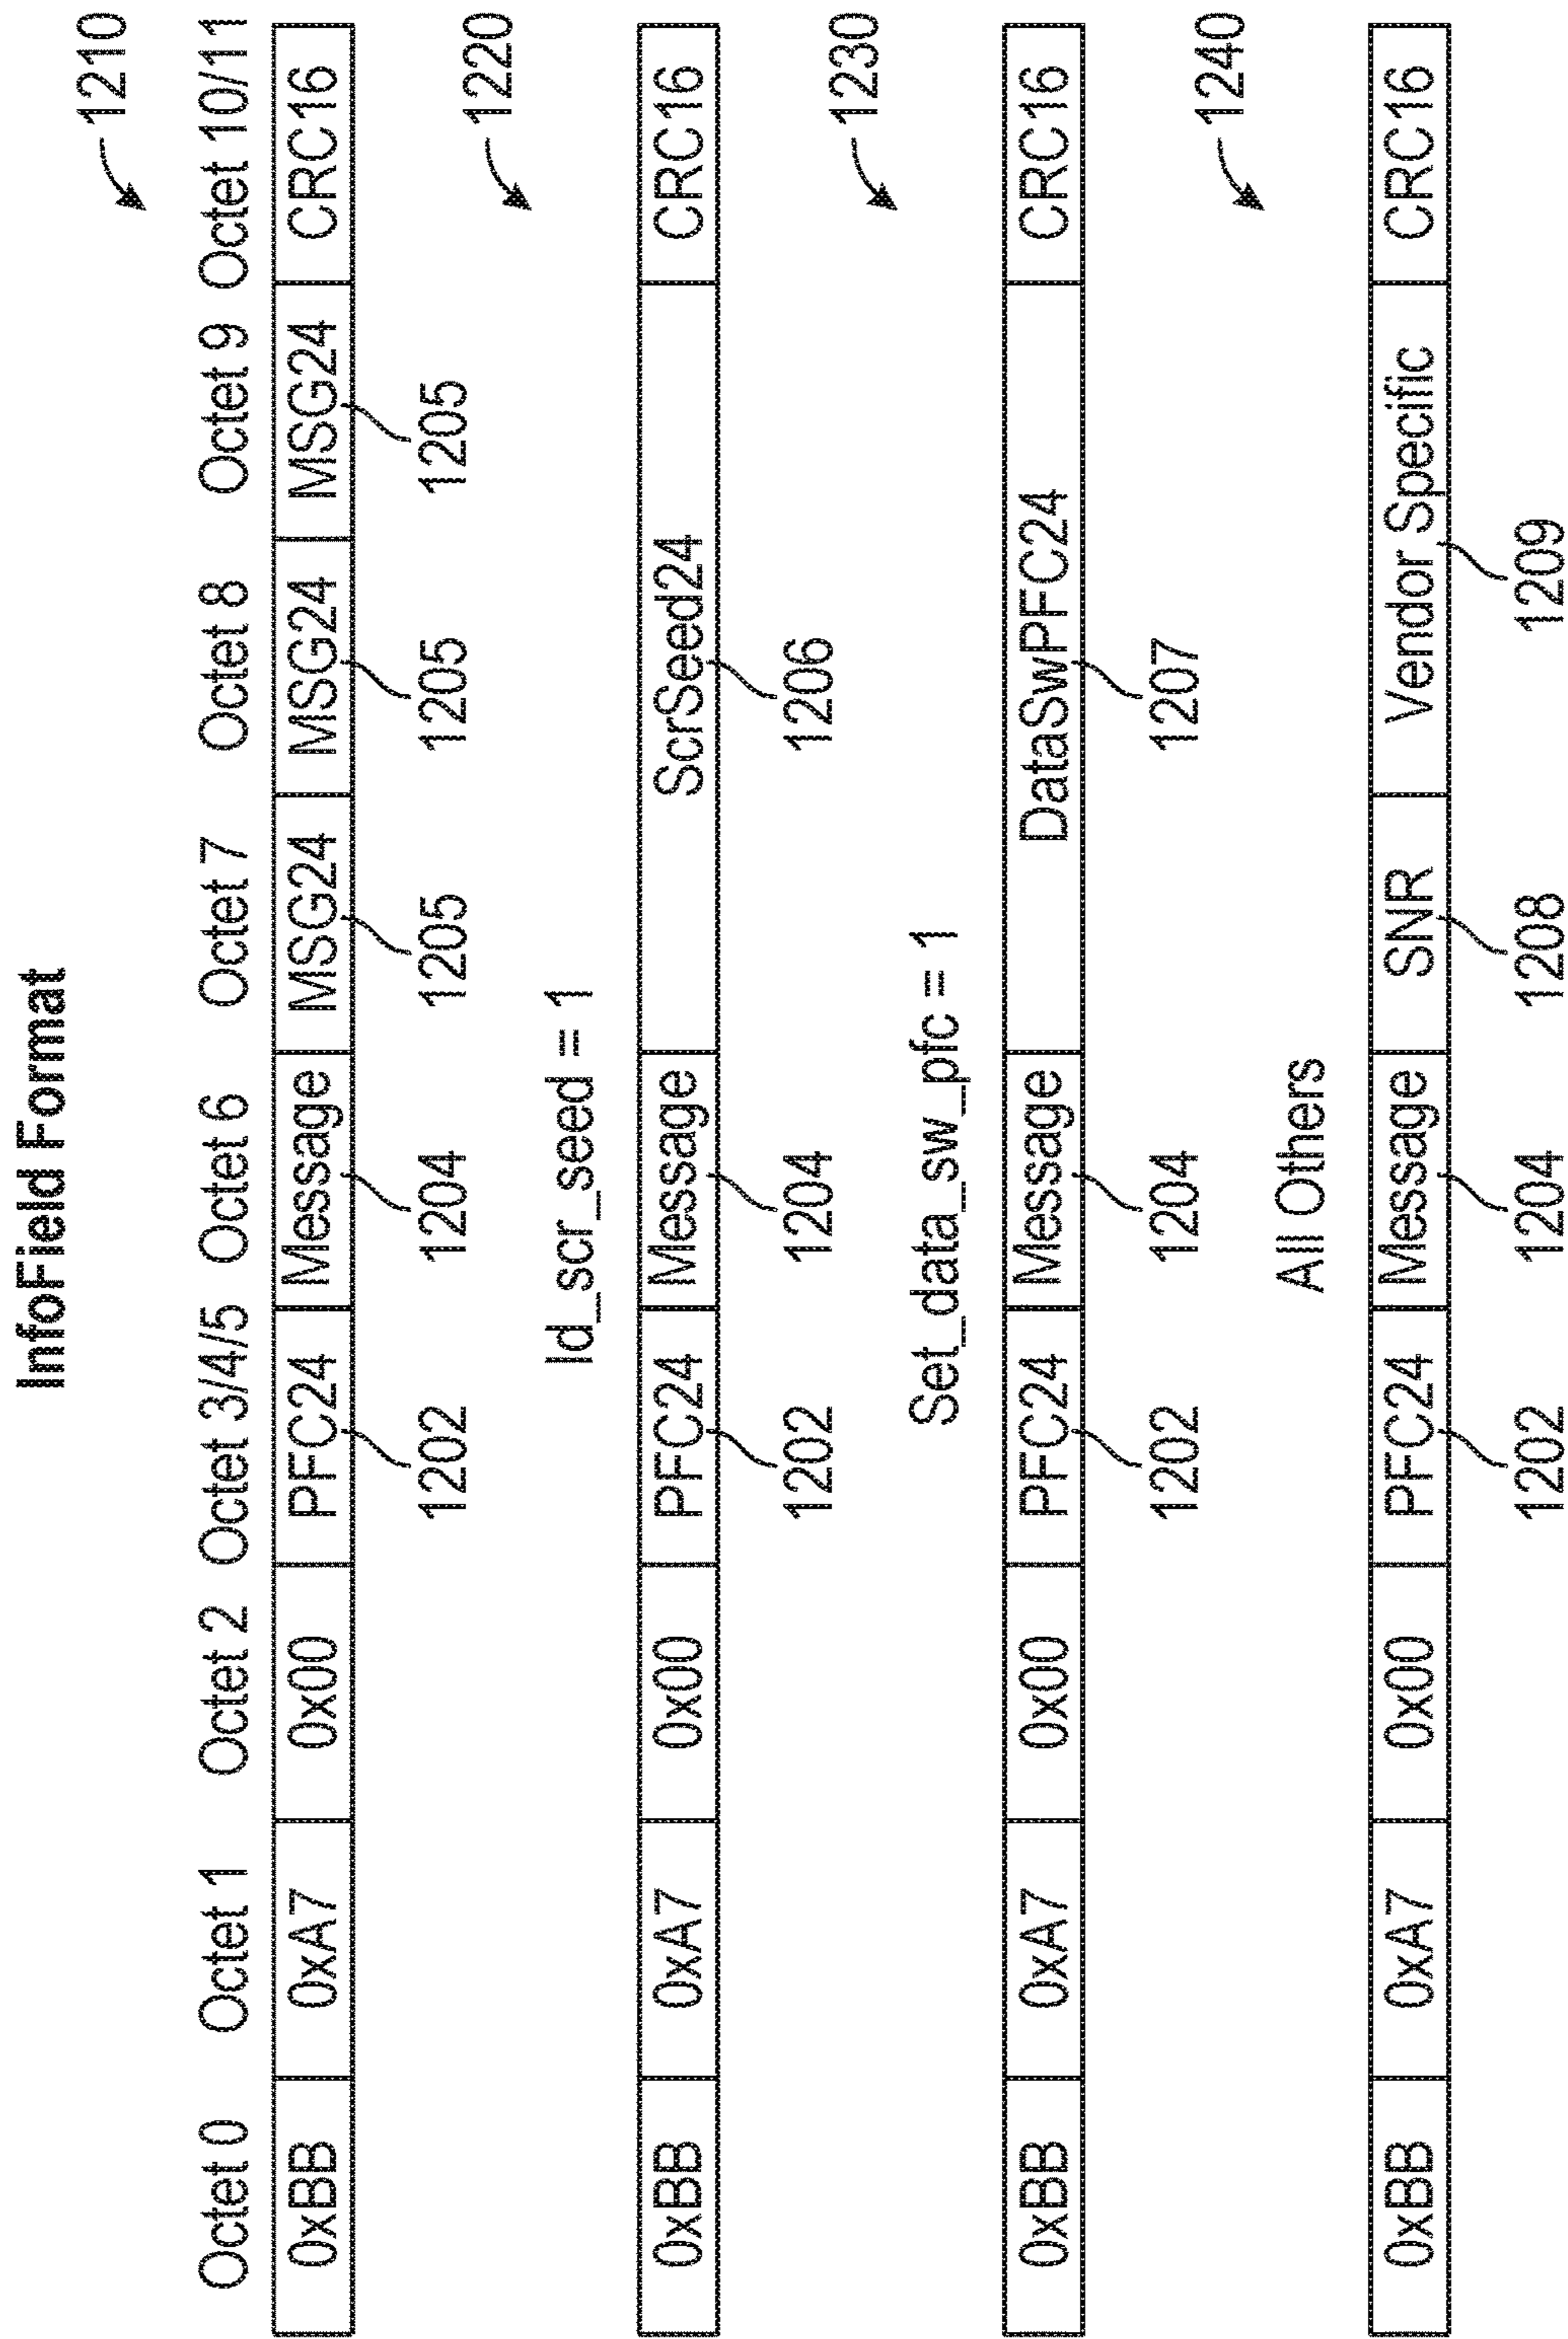 InfoField Format
1210
Octet 0 Octet 1 Octet 2 Octet 3/4/5 Octet 6 Octet 7 Octet 8 Octet 9 Octet 10/11
0xBB 0xA7 0x00 PFC24 Message MSG24 MSG24 MSG24 CRC16
1202 1204 1205 1205 1205
1220
ld_scr_seed = 1
0xBB 0xA7 0x00 PFC24 Message ScrSeed24 CRC16
1202 1204 1206
1230
Set_data_sw_pfc = 1
0xBB 0xA7 0x00 PFC24 Message DataSwPFC24 CRC16
1202 1204 1207
1240
All Others
0xBB 0xA7 0x00 PFC24 Message SNR Vendor Specific CRC16
1202 1204 1208 1209